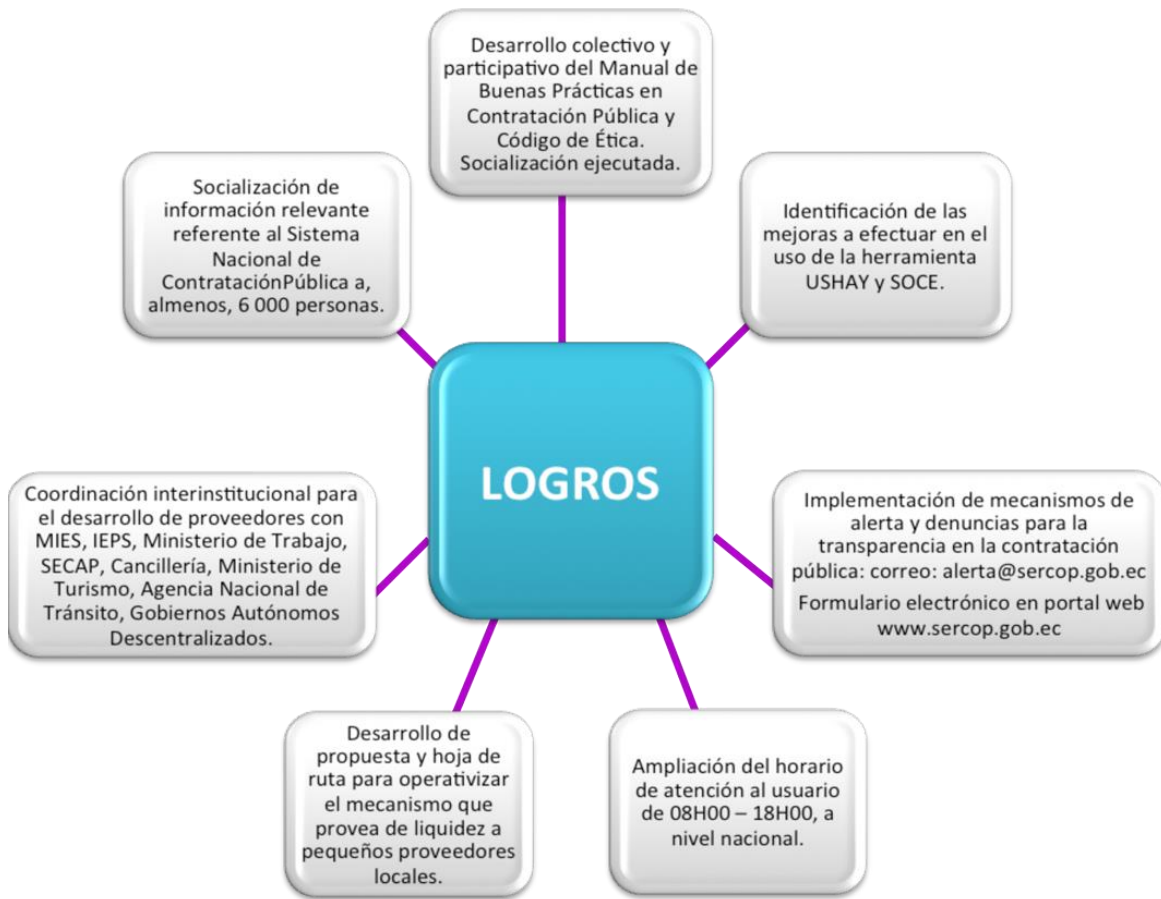 Desarrollo colectivo y
participativo del Manual de
Buenas Prácticas en
Contratación Pública y
Código de Ética.
Socialización ejecutada.
Socialización de
información relevante
referente al Sistema
Nacional de
ContrataciónPública a,
almenos, 6 000 personas.
Identificación de las
mejoras a efectuar en el
uso de la herramienta
USHAY y SOCE.
LOGROS
Coordinación interinstitucional para
el desarrollo de proveedores con
MIES, IEPS, Ministerio de Trabajo,
SECAP, Cancillería, Ministerio de
Turismo, Agencia Nacional de
Tránsito, Gobiernos Autónomos
Descentralizados.
Implementación de mecanismos de
alerta y denuncias para la
transparencia en la contratación
pública: correo: alerta@sercop.gob.ec
Formulario electrónico en portal web
www.sercop.gob.ec
Desarrollo de
propuesta y hoja de
ruta para operativizar
el mecanismo que
provea de liquidez a
pequeños proveedores
locales.
Ampliación del horario
de atención al usuario
de 08H00 – 18H00, a
nivel nacional.